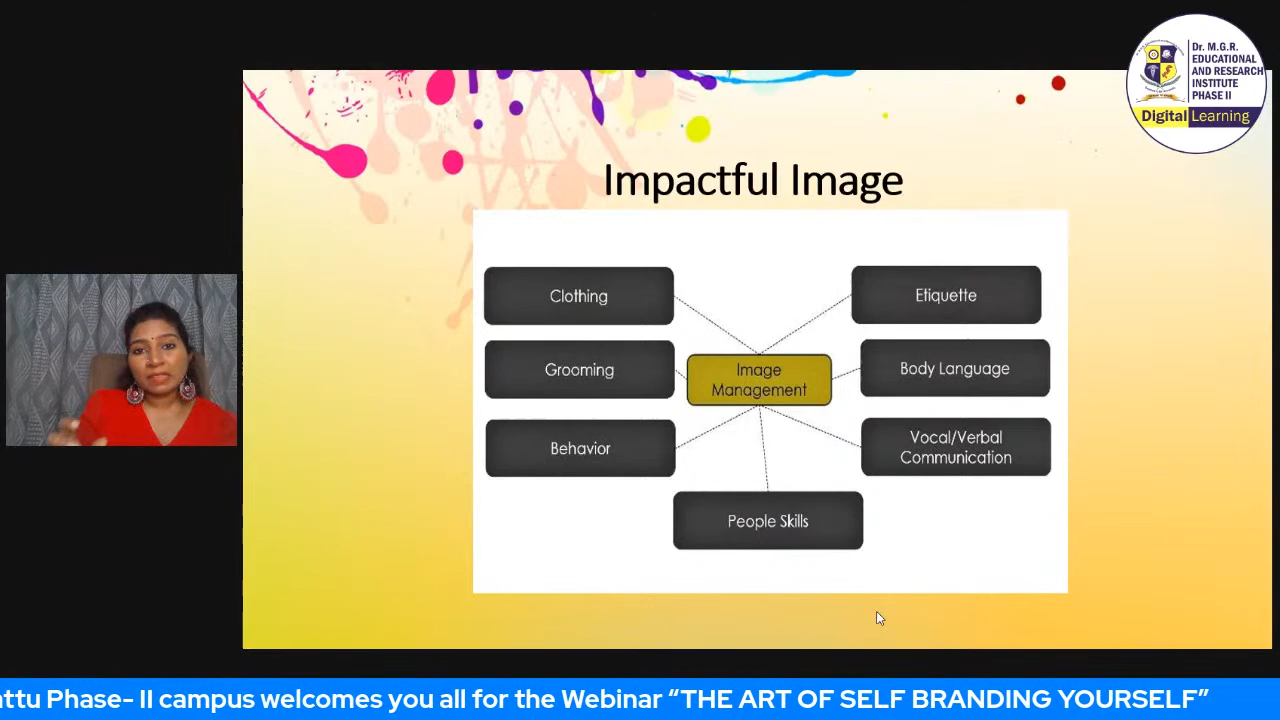 Dr. M.G.R.
EDUCATIONAL
AND RESEARCH
INSTITUTE
PHASE II
Digital Learning
Impactful Image
Clothing
Etiquette
Grooming
Image
Management
Body Language
Behavior
Vocal/Verbal
Communication
People Skills
attu Phase- II campus welcomes you all for the Webinar “THE ART OF SELF BRANDING YOURSELF”